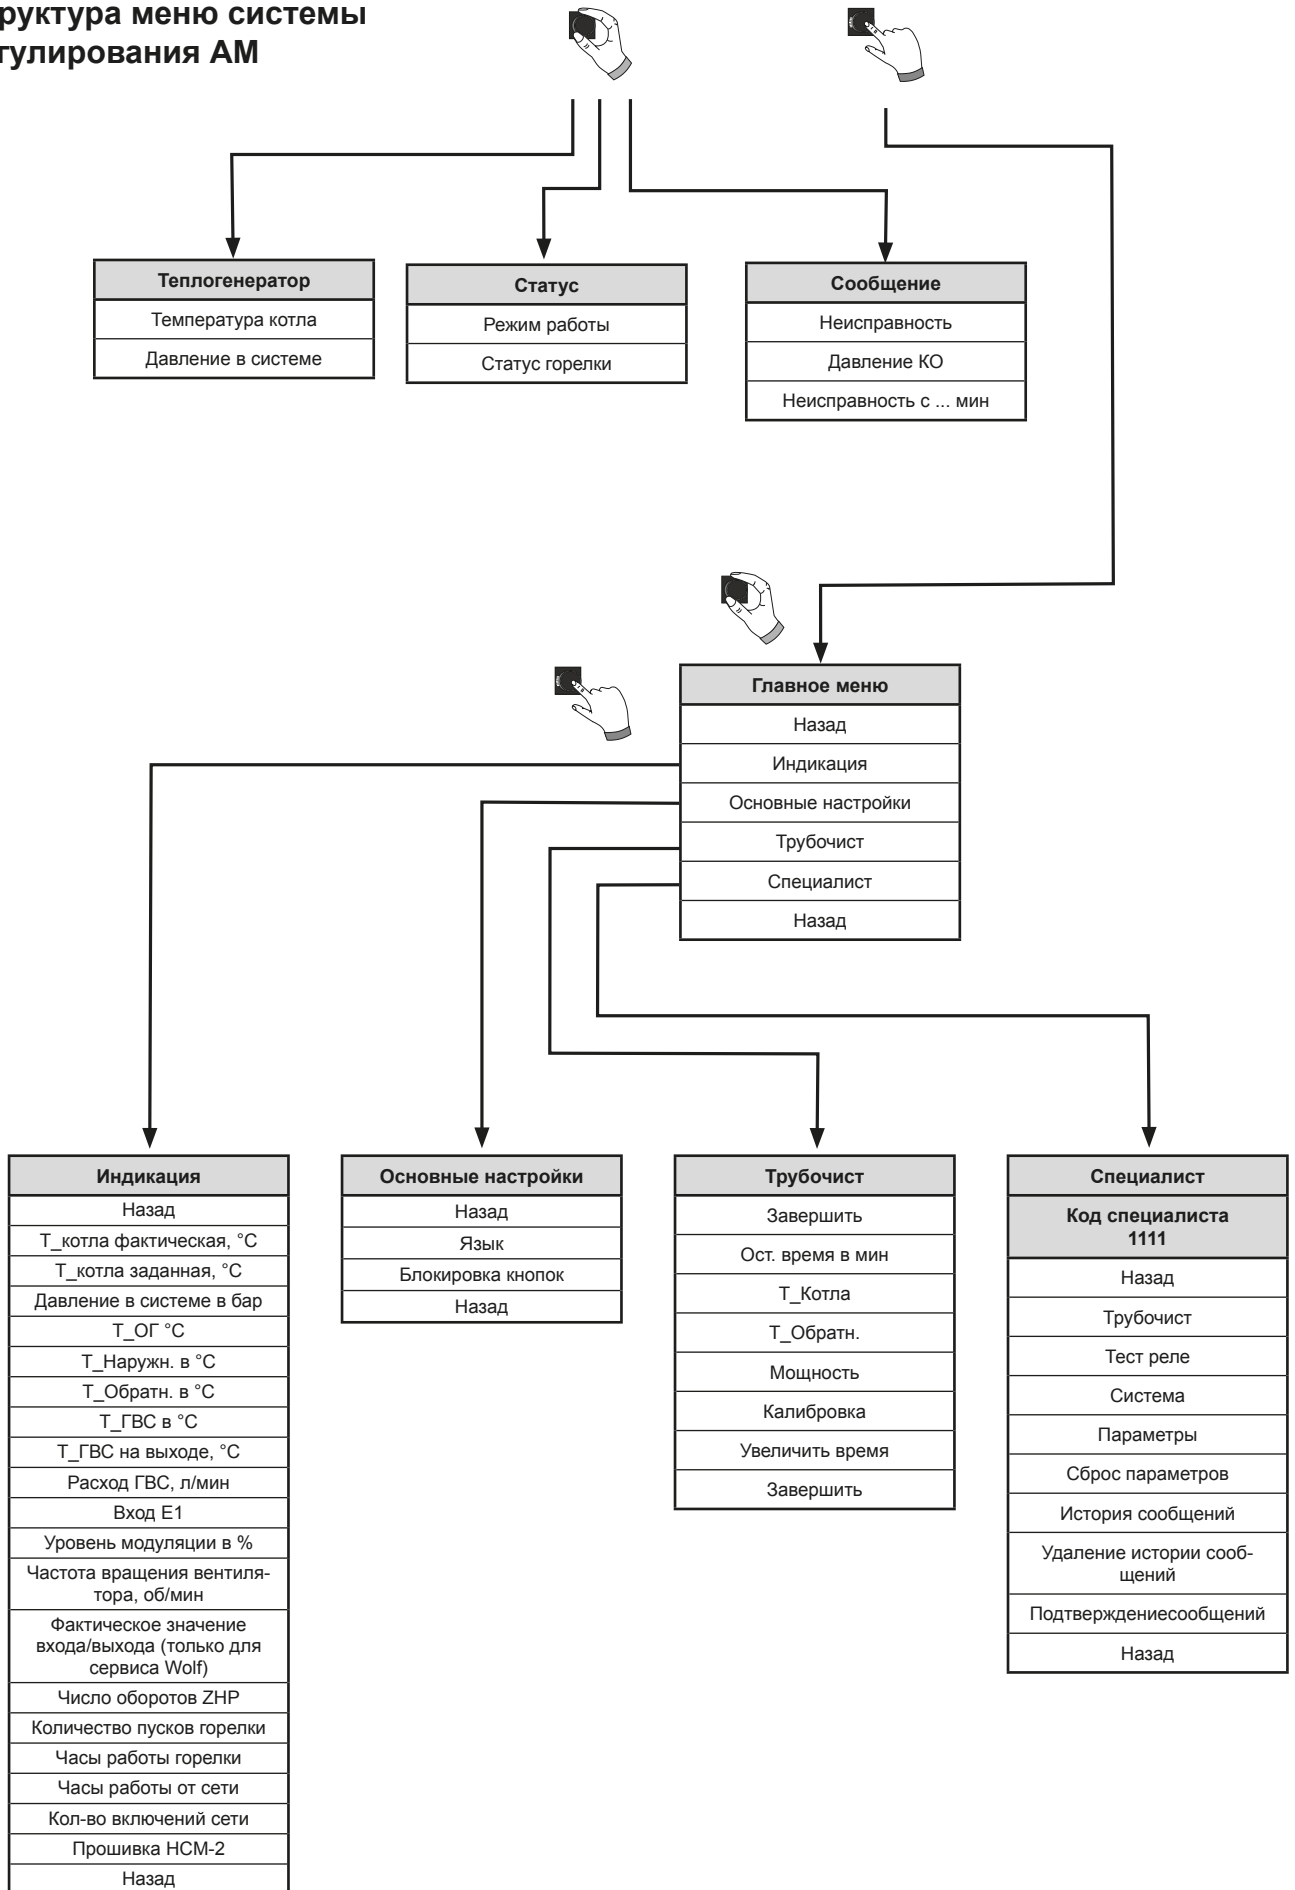 руктура меню системы
гулирования АМ
Теплогенератор
Температура котла
Давление в системе
Статус
Режим работы
Статус горелки
Сообщение
Неисправность
Давление КО
Неисправность с ... мин
Главное меню
Назад
Индикация
Основные настройки
Трубочист
Специалист
Назад
Индикация
Назад
Т_котла фактическая, °C
Т_котла заданная, °C
Давление в системе в бар
Т_ОГ °C
Т_Наружн. в °C
Т_Обратн. в °C
Т_ГВС в °C
Т_ГВС на выходе, °C
Расход ГВС, л/мин
Вход E1
Уровень модуляции в %
Частота вращения вентиля-
тора, об/мин
Фактическое значение
входа/выхода (только для
сервиса Wolf)
Число оборотов ZHP
Количество пусков горелки
Часы работы горелки
Часы работы от сети
Кол-во включений сети
Прошивка HCM-2
Назад
Основные настройки
Назад
Язык
Блокировка кнопок
Назад
Трубочист
Завершить
Ост. время в мин
Т_Котла
Т_Обратн.
Мощность
Калибровка
Увеличить время
Завершить
Специалист
Код специалиста
1111
Назад
Трубочист
Тест реле
Система
Параметры
Сброс параметров
История сообщений
Удаление истории сооб-
щений
Подтверждениесообщений
Назад